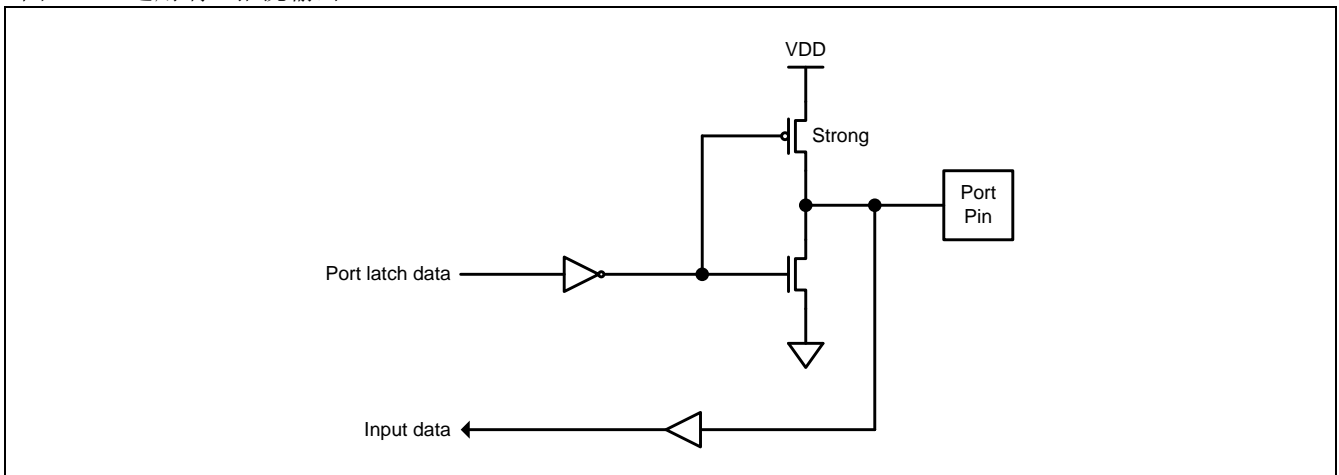 VDD
Strong
Port
Pin
Port latch data
Input data